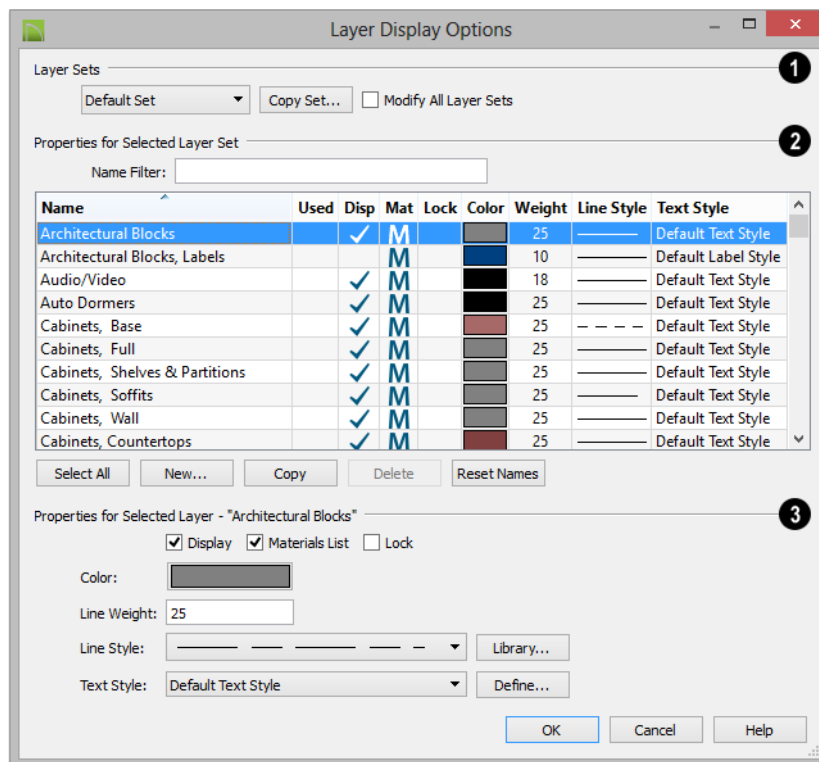 Layer Display Options
Layer Sets
1
Default Set
Copy Set...
Modify All Layer Sets
Properties for Selected Layer Set
2
Name Filter:
Name Used Disp Mat Lock Color Weight Line Style Text Style
Architectural Blocks M 25 Default Text Style
Architectural Blocks, Labels M 10 Default Label Style
Audio/Video M 18 Default Text Style
Auto Dormers M 25 Default Text Style
Cabinets, Base M 25 Default Text Style
Cabinets, Full M 25 Default Text Style
Cabinets, Shelves & Partitions M 25 Default Text Style
Cabinets, Soffits M 25 Default Text Style
Cabinets, Wall M 25 Default Text Style
Cabinets, Countertops M 25 Default Text Style
Select All New... Copy Delete Reset Names
Properties for Selected Layer - "Architectural Blocks"
3
Display Materials List Lock
Color:
Line Weight: 25
Line Style: Library...
Text Style: Default Text Style Define...
OK Cancel Help